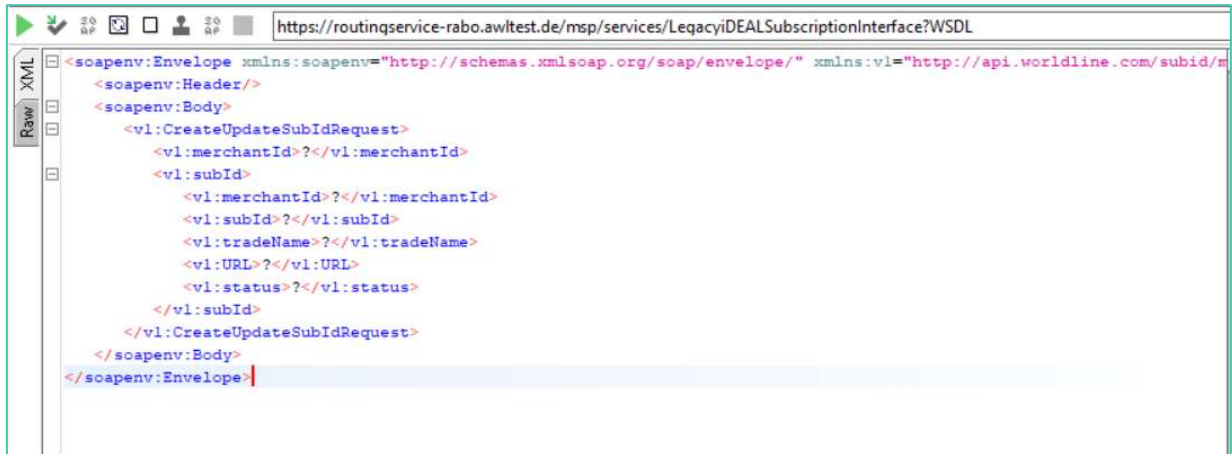 https://routingservice-rabo.awltest.de/msp/services/LegacyiDEALSubscriptionInterface?WSDL
XML
Raw
<soapenv:Envelope xmlns:soapenv="http://schemas.xmlsoap.org/soap/envelope/" xmlns:v1="http://api.worldline.com/subid/m
<soapenv:Header/>
<soapenv:Body>
<v1:CreateUpdateSubIdRequest>
<v1:merchantId>?</v1:merchantId>
<v1:subId>
<v1:merchantId>?</v1:merchantId>
<v1:subId>?</v1:subId>
<v1:tradeName>?</v1:tradeName>
<v1:URL>?</v1:URL>
<v1:status>?</v1:status>
</v1:subId>
</v1:CreateUpdateSubIdRequest>
</soapenv:Body>
</soapenv:Envelope>